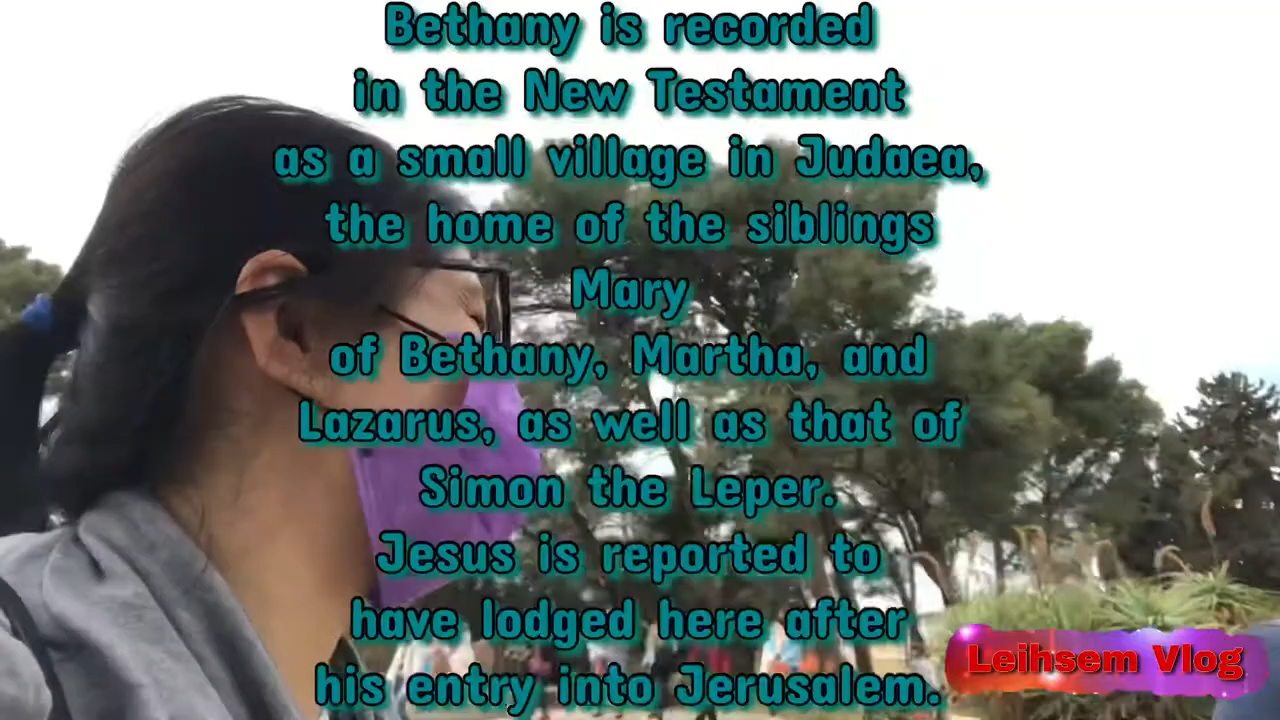 Bethany is recorded
in the New Testament
as a small village in Judaea,
the home of the siblings
Mary
of Bethany, Martha, and
Lazarus, as well as that of
Simon the Leper.
Jesus is reported to
have lodged here after
his entry into Jerusalem.
Leihsem Vlog